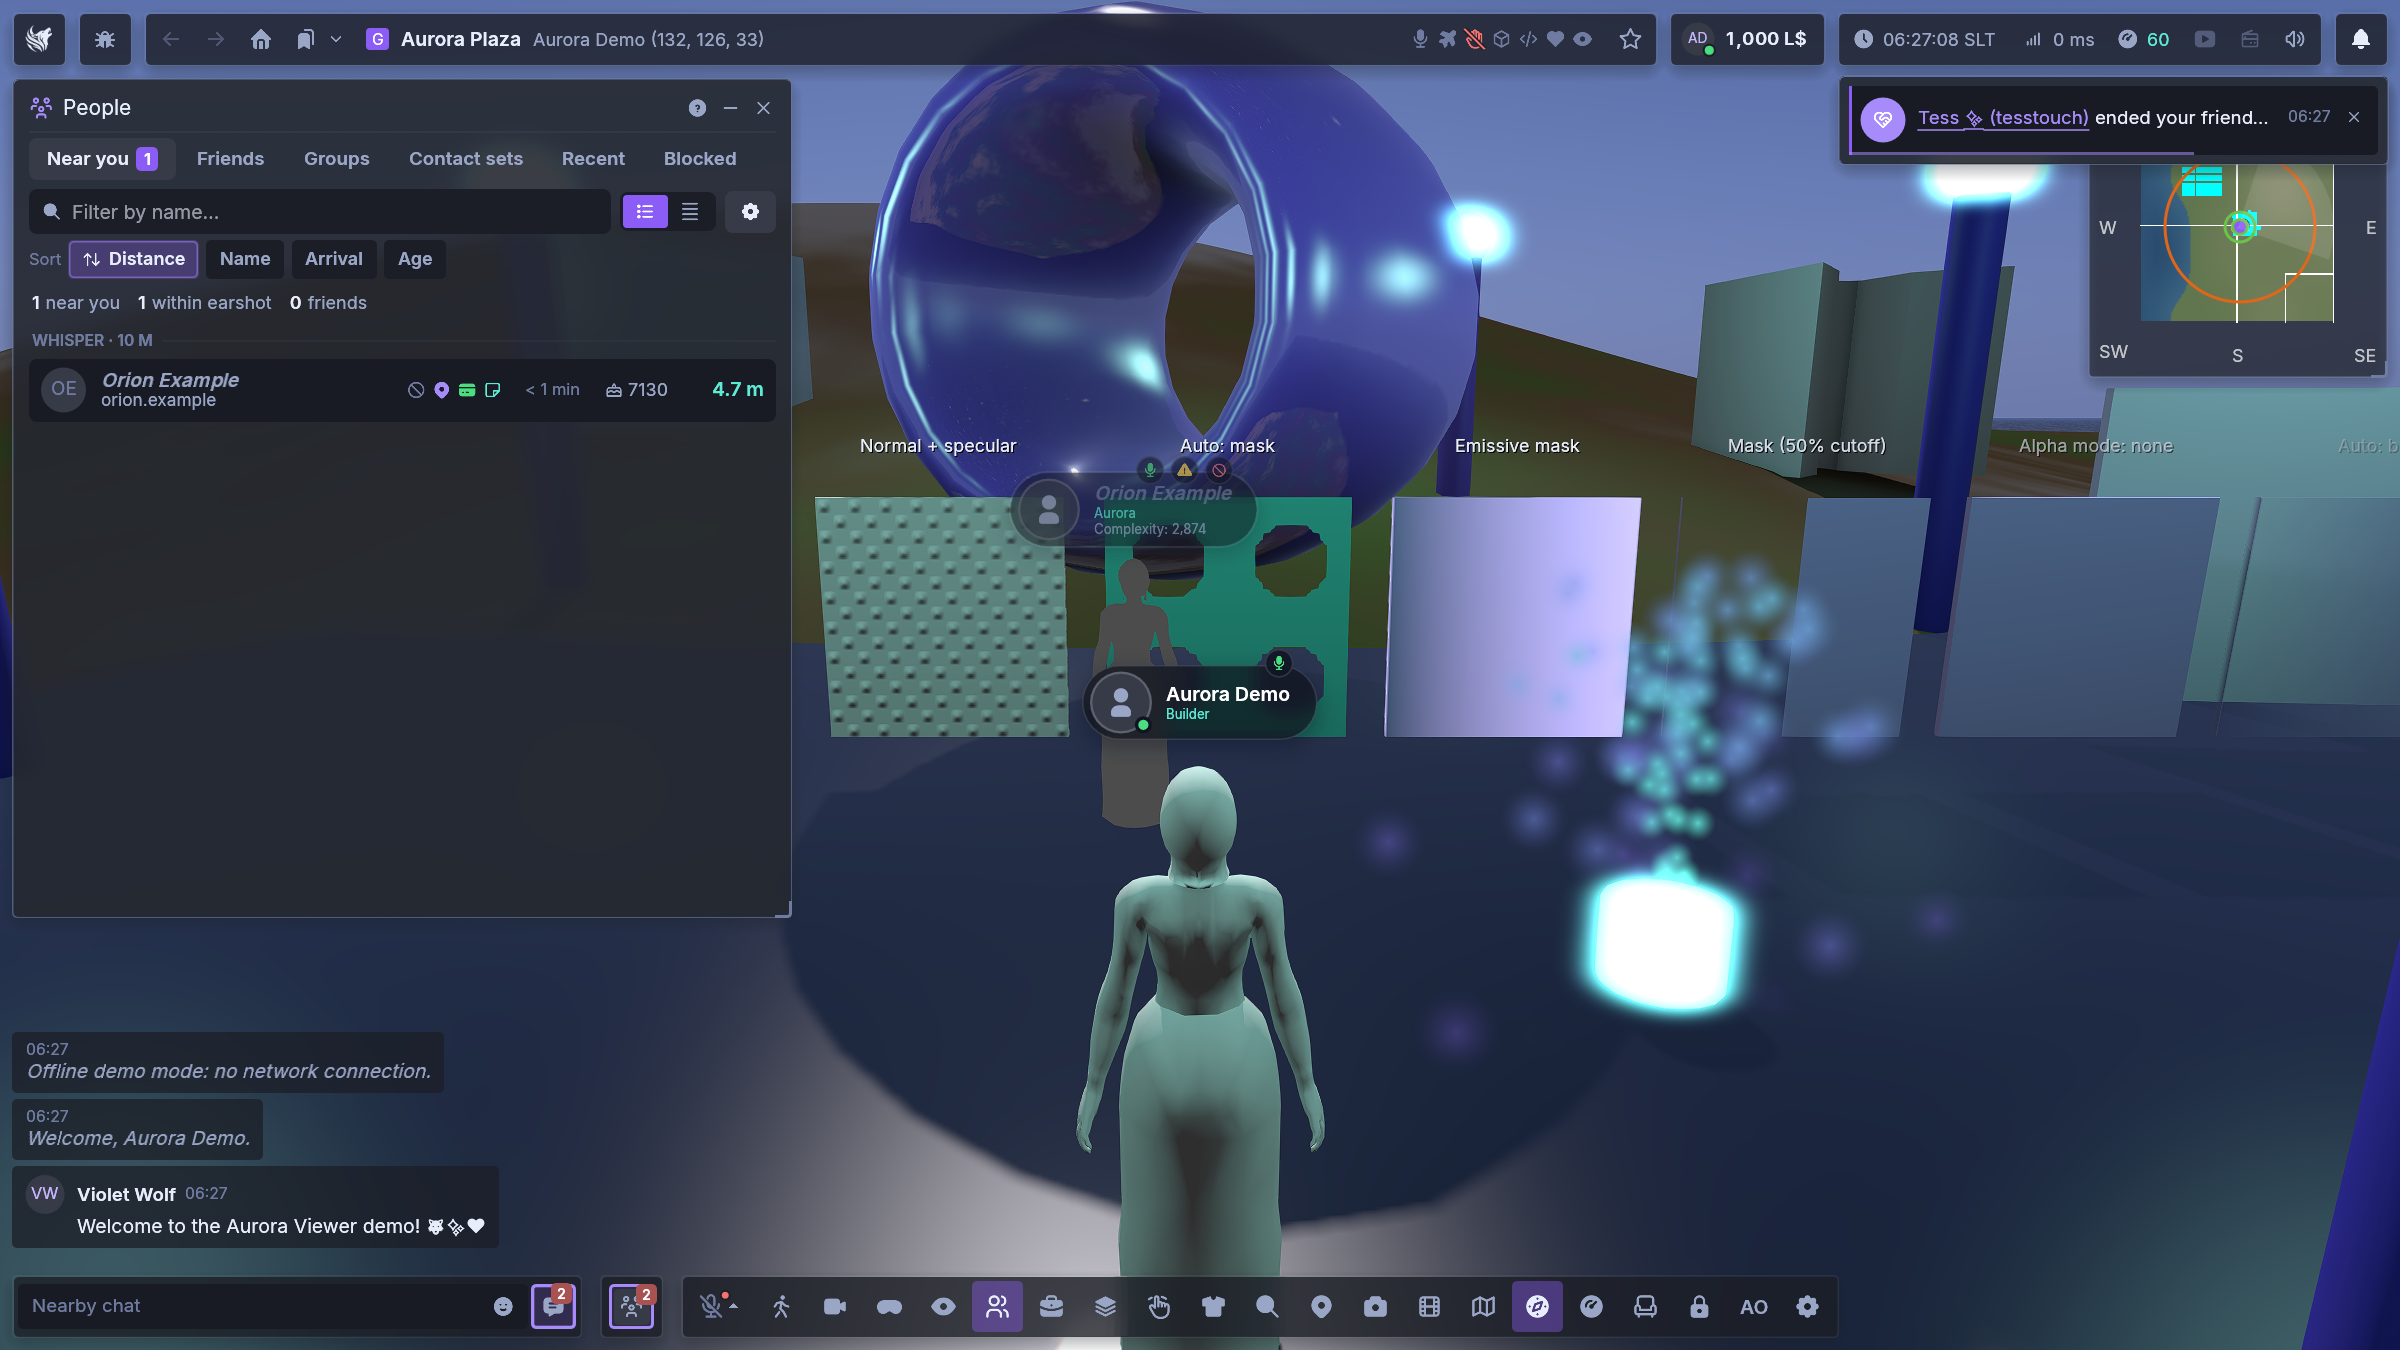 G Aurora Plaza Aurora Demo (132, 126, 33)
AD 1,000 L$
06:27:08 SLT 0 ms 60
People
Near you 1 Friends Groups Contact sets Recent Blocked
Filter by name...
Sort Distance Name Arrival Age
1 near you 1 within earshot 0 friends
WHISPER · 10 M
OE Orion Example
orion.example
< 1 min 7130 4.7 m
Tess (tesstouch) ended your friend... 06:27
W E
SW S SE
Normal + specular Auto: mask Emissive mask Mask (50% cutoff) Alpha mode: none Auto: b
Orion Example
Aurora
Complexity: 2,874
Aurora Demo
Builder
06:27
Offline demo mode: no network connection.
06:27
Welcome, Aurora Demo.
VW Violet Wolf 06:27
Welcome to the Aurora Viewer demo!
Nearby chat 2 2 AO